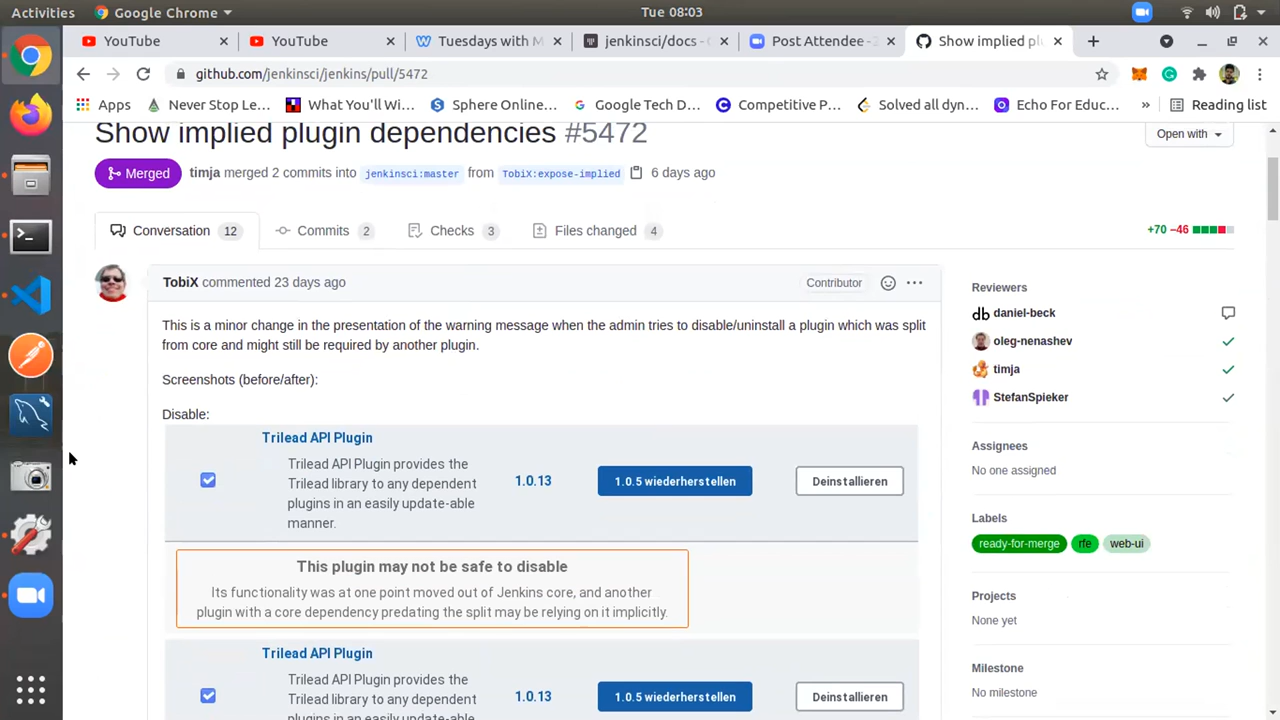 Activities
Google Chrome
Tue 08:03
YouTube
YouTube
Tuesdays with M
jenkinsci/docs - G
Post Attendee - Z
Show implied pl
github.com/jenkinsci/jenkins/pull/5472
Apps
Never Stop Le...
What You'll Wi...
Sphere Online...
Google Tech D...
Competitive P...
Solved all dyn...
Echo For Educ...
»
Reading list
Show implied plugin dependencies #5472
Open with
Merged
timja merged 2 commits into jenkinsci:master from TobiX:expose-implied 6 days ago
Conversation 12
Commits 2
Checks 3
Files changed 4
+70 −46
TobiX commented 23 days ago
Contributor
This is a minor change in the presentation of the warning message when the admin tries to disable/uninstall a plugin which was split
from core and might still be required by another plugin.
Screenshots (before/after):
Disable:
Trilead API Plugin
Trilead API Plugin provides the
Trilead library to any dependent
plugins in an easily update-able
manner.
1.0.13
1.0.5 wiederherstellen
Deinstallieren
This plugin may not be safe to disable
Its functionality was at one point moved out of Jenkins core, and another
plugin with a core dependency predating the split may be relying on it implicitly.
Trilead API Plugin
Trilead API Plugin provides the
Trilead library to any dependent
plugins in an easily update-able
1.0.13
1.0.5 wiederherstellen
Deinstallieren
Reviewers
daniel-beck
oleg-nenashev
timja
StefanSpieker
Assignees
No one assigned
Labels
ready-for-merge
rfe
web-ui
Projects
None yet
Milestone
No milestone